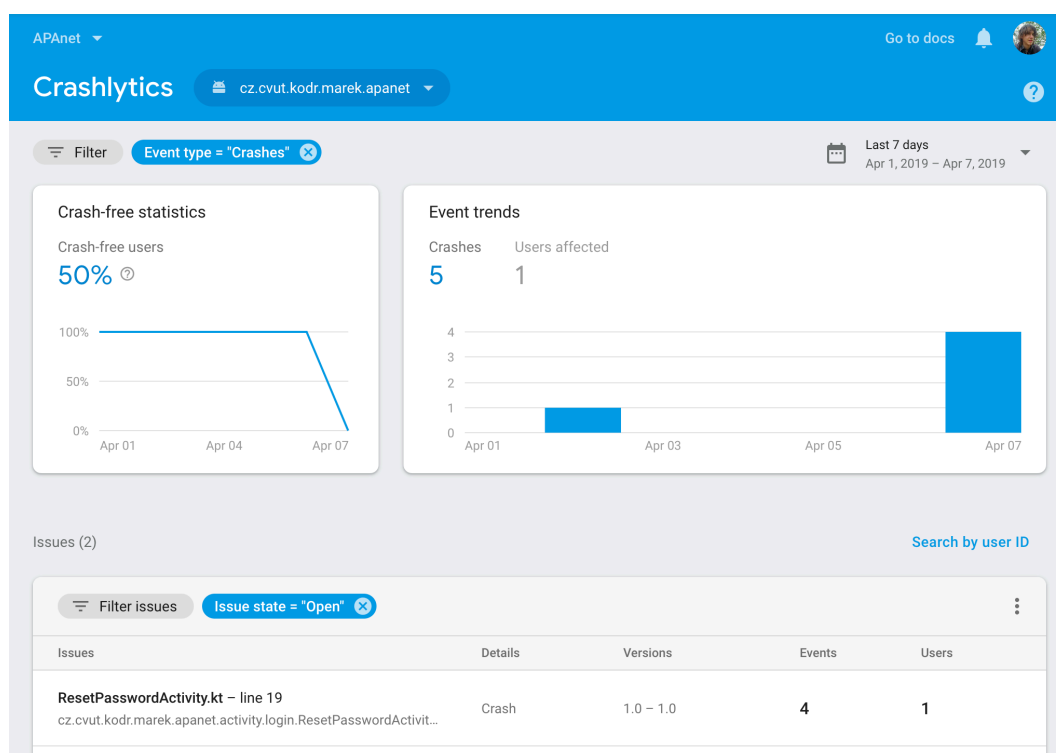 APAnet
Go to docs
Crashlytics
cz.cvut.kodr.marek.apanet
?
Filter
Event type = "Crashes"
Last 7 days
Apr 1, 2019 – Apr 7, 2019
Crash-free statistics
Crash-free users
50% ?
100%
50%
0%
Apr 01 Apr 04 Apr 07
Event trends
Crashes Users affected
5 1
4
3
2
1
0
Apr 01 Apr 03 Apr 05 Apr 07
Issues (2)
Search by user ID
Filter issues
Issue state = "Open"
Issues Details Versions Events Users
ResetPasswordActivity.kt – line 19
cz.cvut.kodr.marek.apanet.activity.login.ResetPasswordActivit...
Crash 1.0 – 1.0 4 1